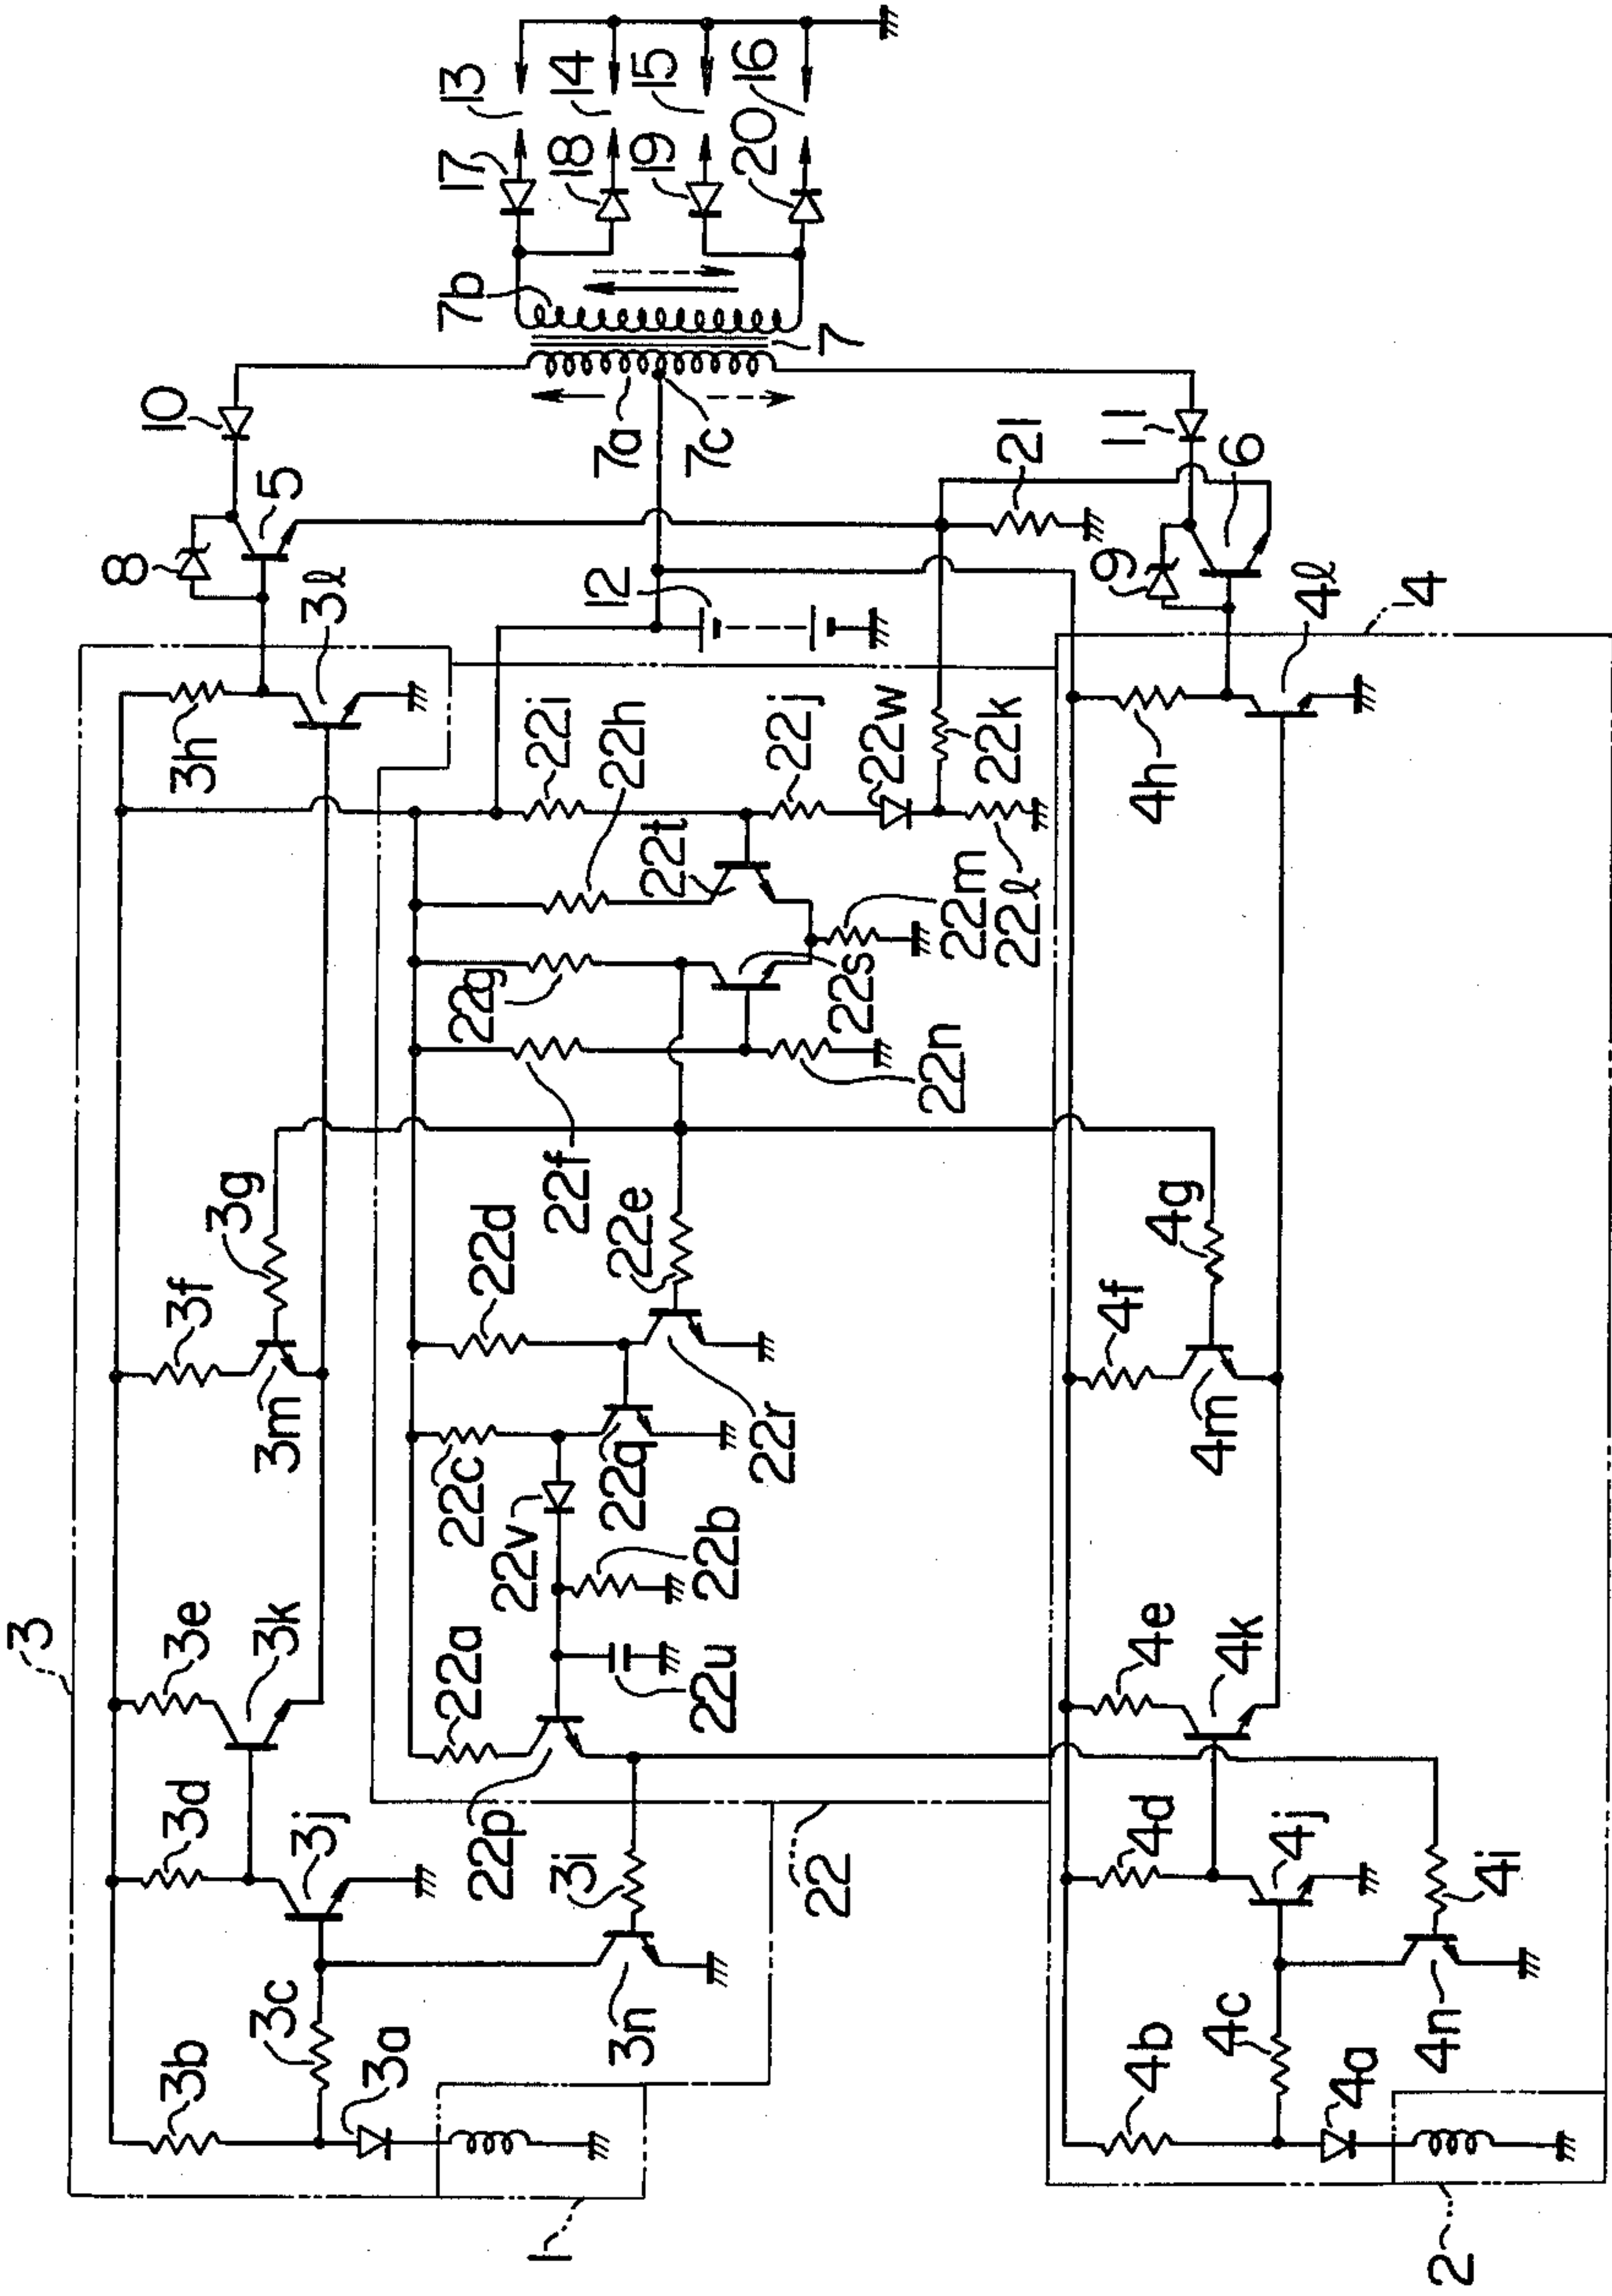 3
3b
3c
3a
3d
3j
3n
3i
3e
3k
3f
3g
3m
3h
3ℓ
8
5
10
22a
22p
22u
22v
22b
22c
22q
22d
22r
22e
22f
22g
22n
22s
22t
22h
22m
22i
22j
22w
22k
22ℓ
12
7a
7c
7
7b
17
13
18
14
19
15
20
16
21
11
6
9
1
22
2
4b
4c
4a
4d
4j
4n
4i
4e
4k
4f
4g
4m
4h
4ℓ
4